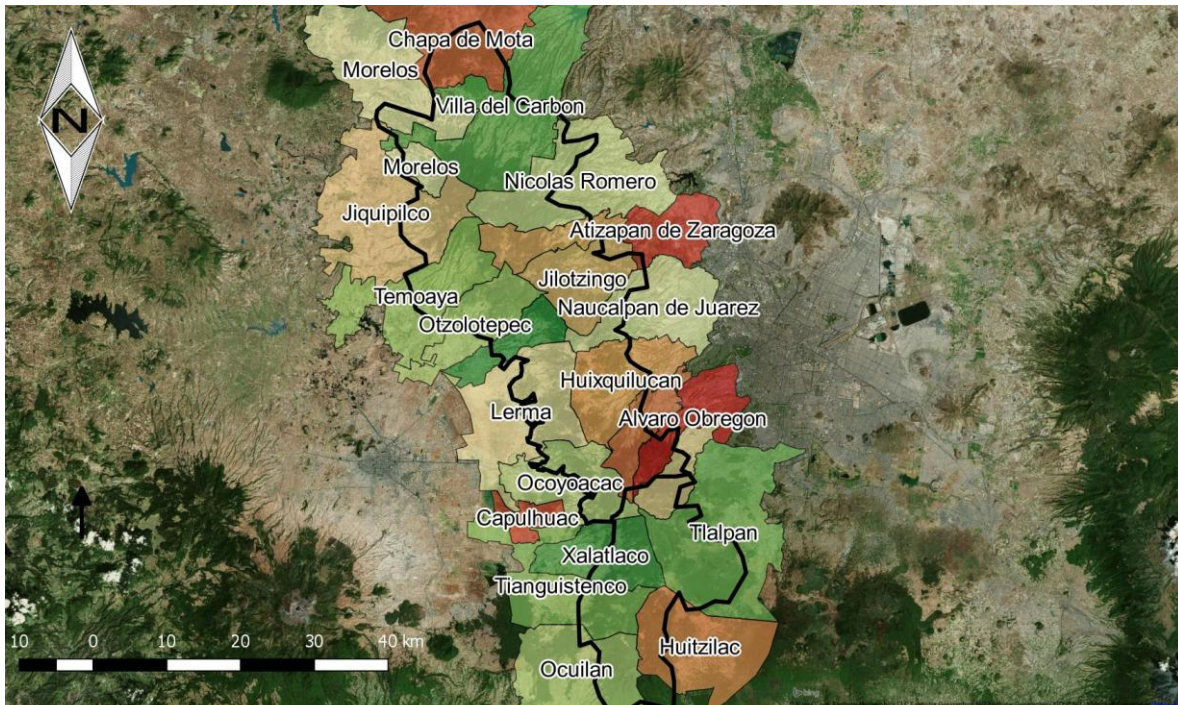 Chapa de Mota
Morelos
Villa del Carbon
N
Morelos
Nicolas Romero
Jiquipilco
Atizapan de Zaragoza
Jilotzingo
Temoaya
Naucalpan de Juarez
Otzolotepec
Huixquilucan
Lerma
Alvaro Obregon
Ocoyoacac
Capulhuac
Tlalpan
Xalatlaco
Tianguistenco
10 0 10 20 30 40 km
Huitzilac
Ocuilan
bing